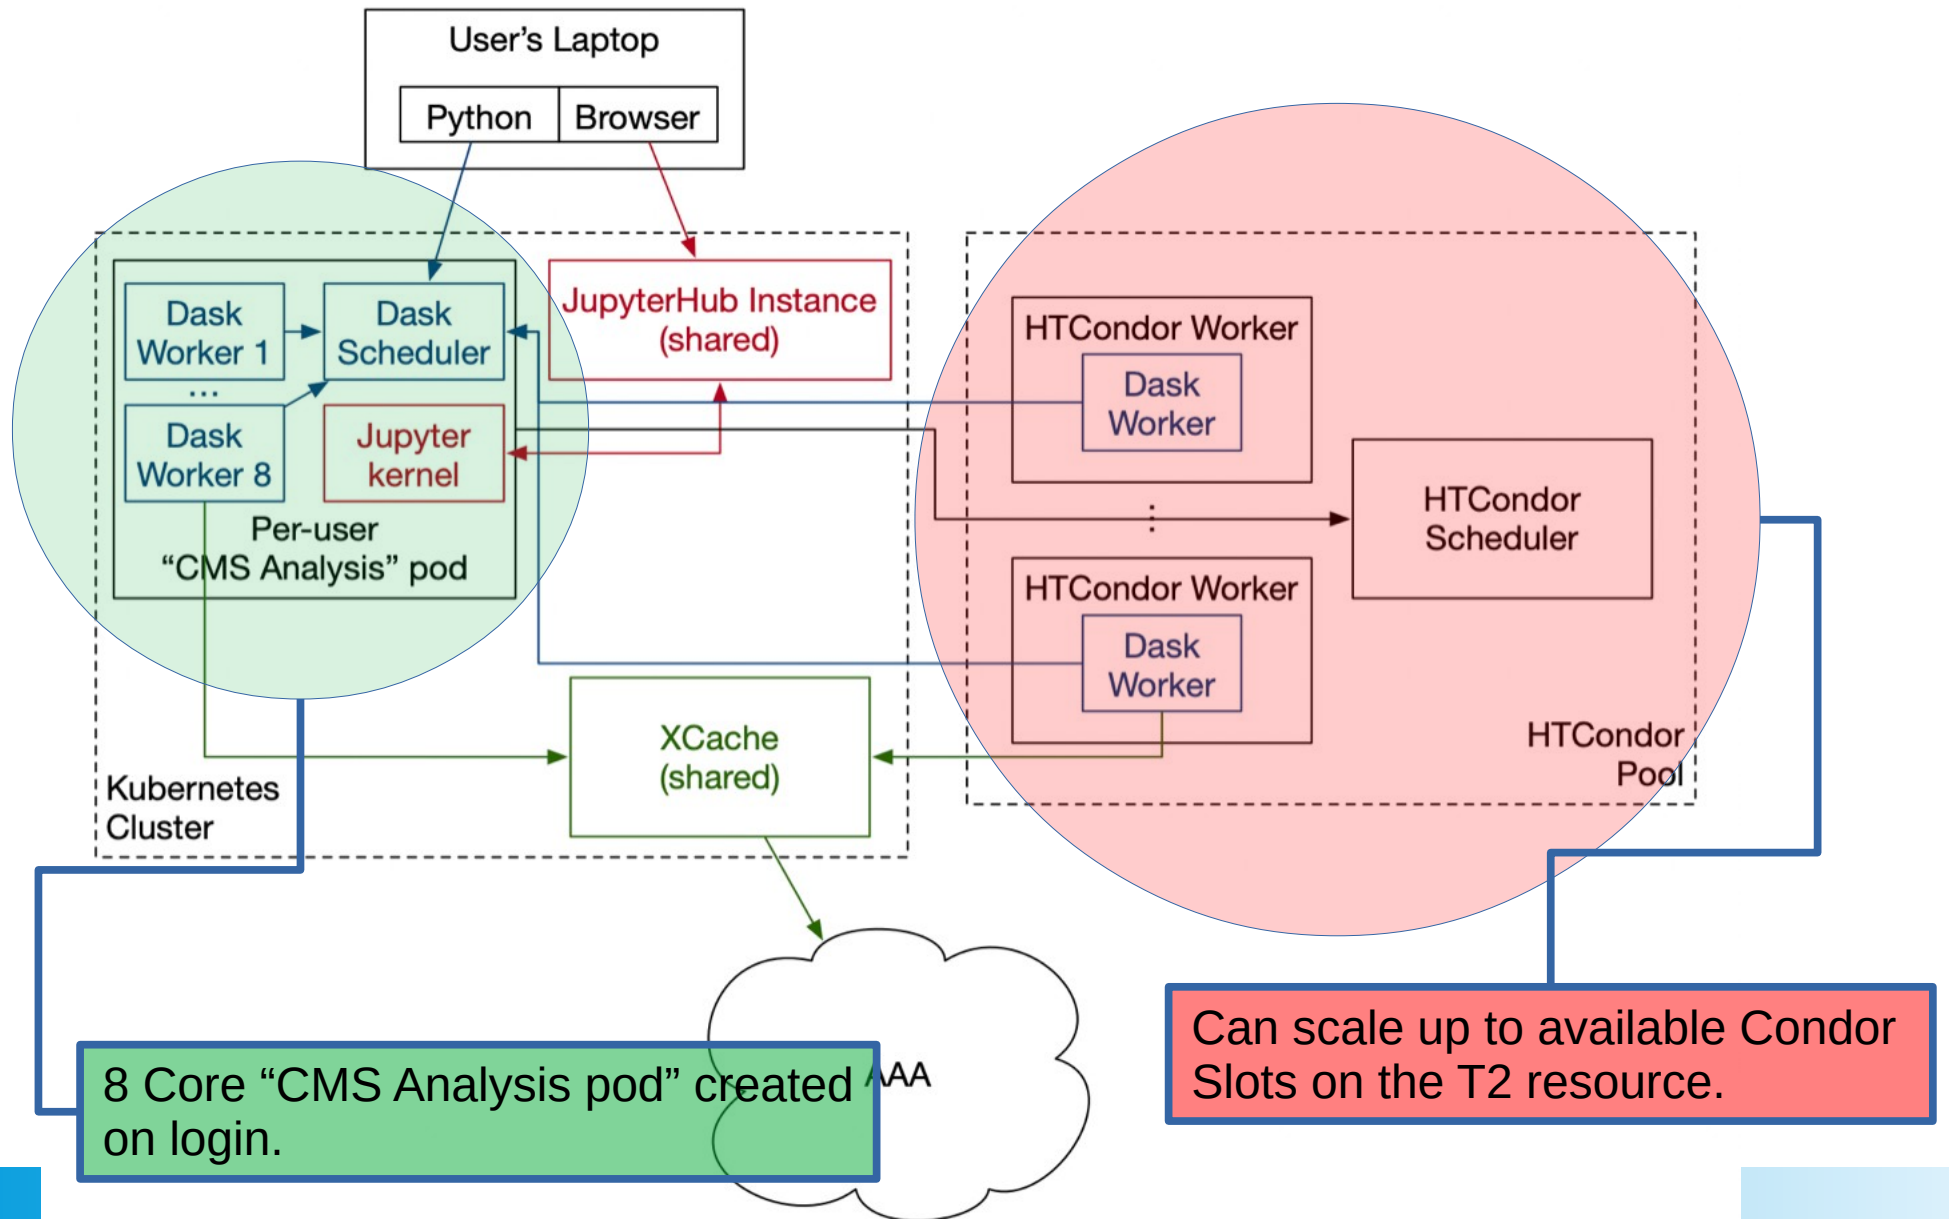 User’s Laptop
Python
Browser
Dask
Worker 1
...
Dask
Worker 8
Dask
Scheduler
Jupyter
kernel
Per-user
“CMS Analysis” pod
JupyterHub Instance
(shared)
XCache
(shared)
Kubernetes
Cluster
HTCondor Worker
Dask
Worker
⋮
HTCondor Worker
Dask
Worker
HTCondor
Scheduler
HTCondor
Pool
AAA
8 Core “CMS Analysis pod” created
on login.
Can scale up to available Condor
Slots on the T2 resource.